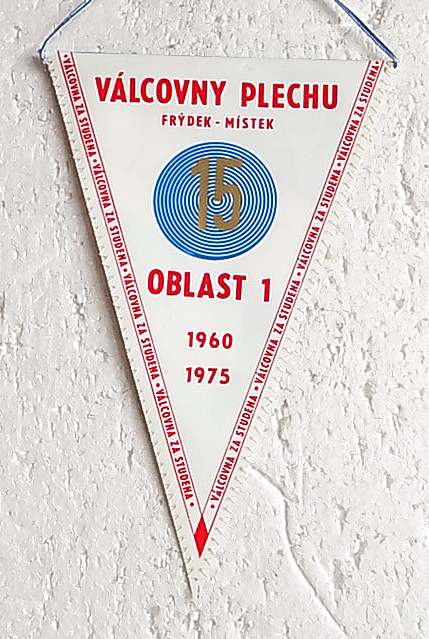 VÁLCOVNY PLECHU
FRÝDEK - MÍSTEK
15
OBLAST 1
1960
1975
VÁLCOVNA ZA STUDENA • VÁLCOVNA ZA STUDENA • VÁLCOVNA ZA STUDENA • VÁLCOVNA ZA STUDENA •
• VÁLCOVNA ZA STUDENA • VÁLCOVNA ZA STUDENA • VÁLCOVNA ZA STUDENA • VÁLCOVNA ZA STUDENA •